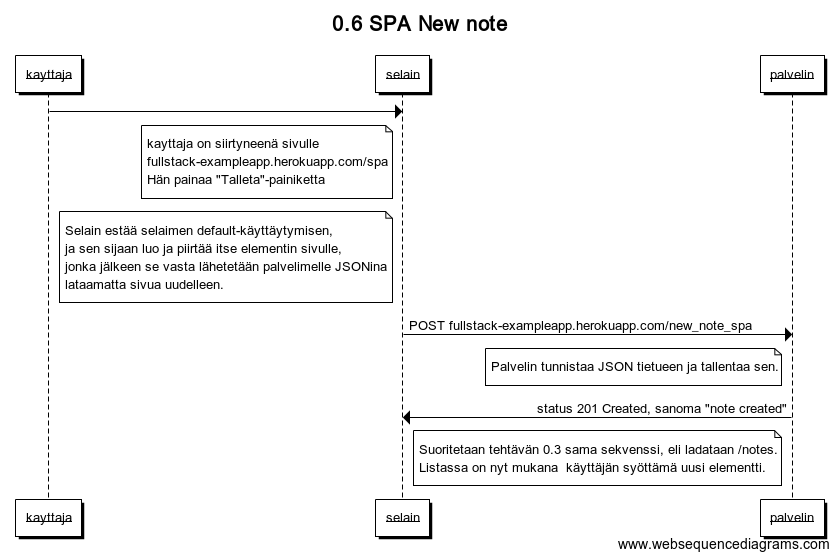 0.6 SPA New note
kayttaja
selain
palvelin
kayttaja on siirtyneenä sivulle
fullstack-exampleapp.herokuapp.com/spa
Hän painaa "Talleta"-painiketta
Selain estää selaimen default-käyttäytymisen,
ja sen sijaan luo ja piirtää itse elementin sivulle,
jonka jälkeen se vasta lähetetään palvelimelle JSONina
lataamatta sivua uudelleen.
POST fullstack-exampleapp.herokuapp.com/new_note_spa
Palvelin tunnistaa JSON tietueen ja tallentaa sen.
status 201 Created, sanoma "note created"
Suoritetaan tehtävän 0.3 sama sekvenssi, eli ladataan /notes.
Listassa on nyt mukana  käyttäjän syöttämä uusi elementti.
kayttaja
selain
palvelin
www.websequencediagrams.com